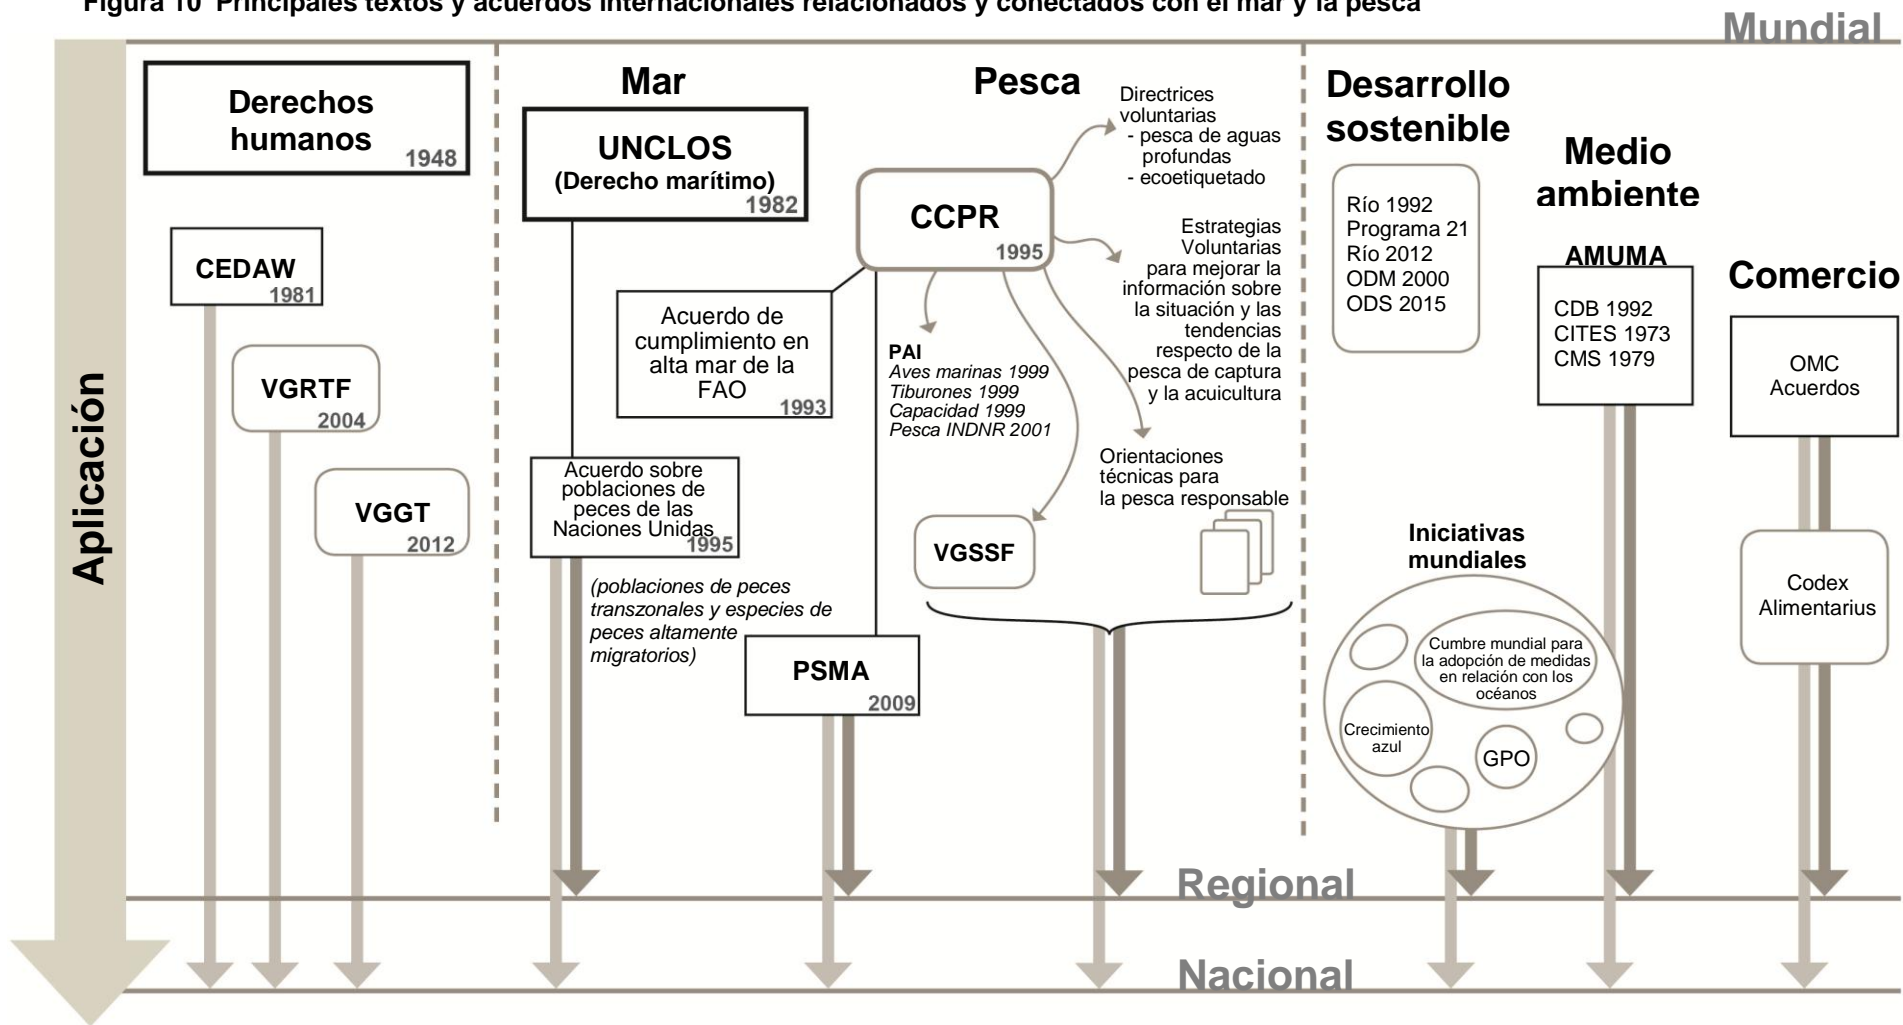 Figura 10 Principales textos y acuerdos internacionales relacionados y conectados con el mar y la pesca
Mundial
Aplicación
Derechos
humanos
1948
CEDAW
1981
VGRTF
2004
VGGT
2012
Mar
UNCLOS
(Derecho marítimo)
1982
Acuerdo de
cumplimiento en
alta mar de la
FAO
1993
Acuerdo sobre
poblaciones de
peces de las
Naciones Unidas
1995
(poblaciones de peces
transzonales y especies de
peces altamente
migratorios)
PSMA
2009
Pesca
CCPR
1995
Directrices
voluntarias
- pesca de aguas
profundas
- ecoetiquetado
Estrategias
Voluntarias
para mejorar la
información sobre
la situación y las
tendencias
respecto de la
pesca de captura
y la acuicultura
PAI
Aves marinas 1999
Tiburones 1999
Capacidad 1999
Pesca INDNR 2001
Orientaciones
técnicas para
la pesca responsable
VGSSF
Desarrollo
sostenible
Río 1992
Programa 21
Río 2012
ODM 2000
ODS 2015
Medio
ambiente
AMUMA
CDB 1992
CITES 1973
CMS 1979
Comercio
OMC
Acuerdos
Codex
Alimentarius
Iniciativas
mundiales
Cumbre mundial para
la adopción de medidas
en relación con los
océanos
Crecimiento
azul
GPO
Regional
Nacional